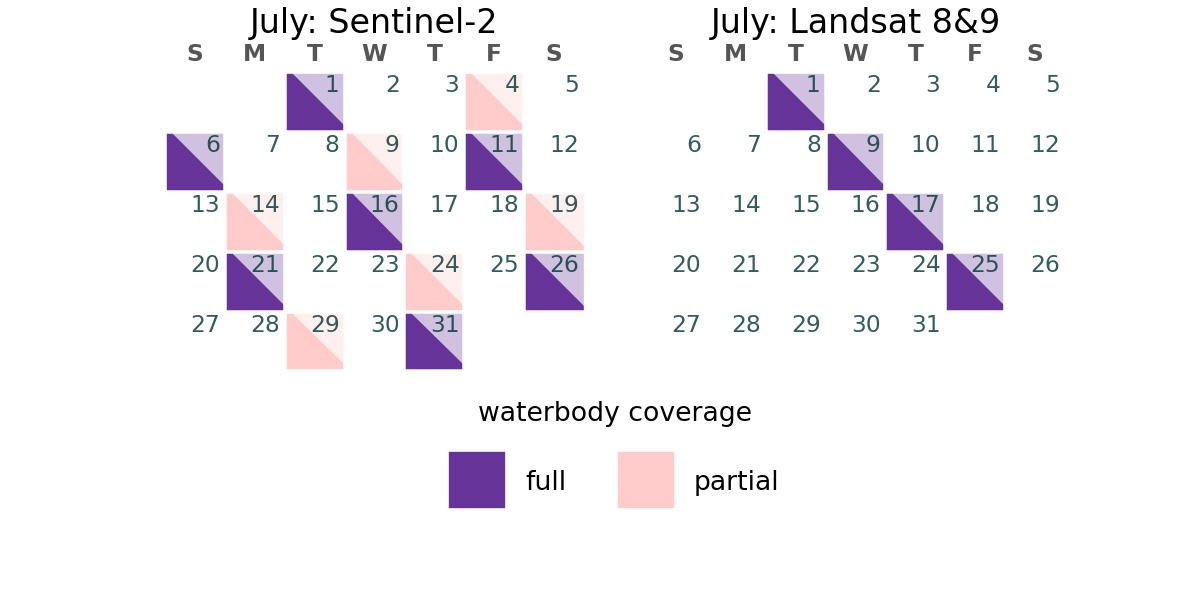 July: Sentinel-2
S M T W T F S
1 2 3 4 5
6 7 8 9 10 11 12
13 14 15 16 17 18 19
20 21 22 23 24 25 26
27 28 29 30 31
July: Landsat 8&9
S M T W T F S
1 2 3 4 5
6 7 8 9 10 11 12
13 14 15 16 17 18 19
20 21 22 23 24 25 26
27 28 29 30 31
waterbody coverage
full partial